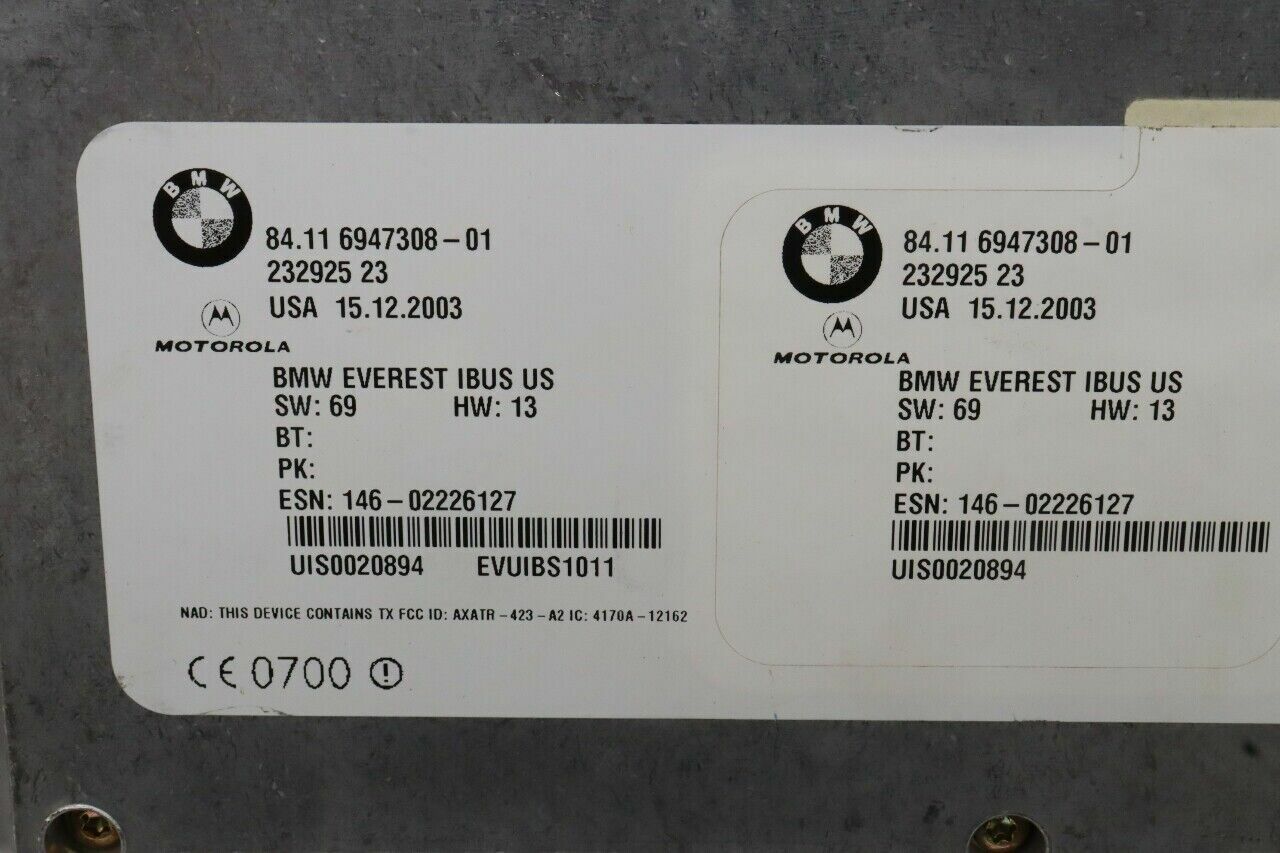 BMW
84.11 6947308-01
232925 23
USA 15.12.2003
MOTOROLA
BMW EVEREST IBUS US
SW: 69 HW: 13
BT:
PK:
ESN: 146-02226127
UIS0020894 EVUIBS1011
NAD: THIS DEVICE CONTAINS TX FCC ID: AXATR-423-A2 IC: 4170A-12162
CE 0700
BMW
84.11 6947308-01
232925 23
USA 15.12.2003
MOTOROLA
BMW EVEREST IBUS US
SW: 69 HW: 13
BT:
PK:
ESN: 146-02226127
UIS0020894